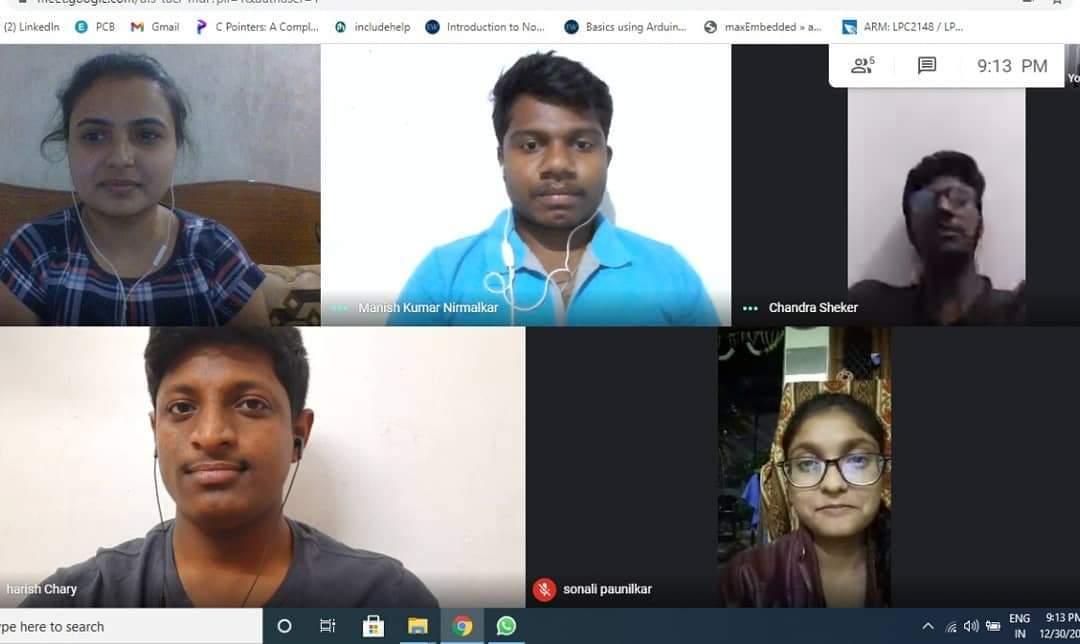 (2) LinkedIn PCB Gmail C Pointers: A Compl... includehelp Introduction to No... Basics using Arduin... maxEmbedded » a... ARM: LPC2148 / LP...
5 9:13 PM
Yo
Manish Kumar Nirmalkar
Chandra Sheker
harish Chary
sonali paunilkar
ype here to search
ENG 9:13 PM
IN 12/30/20